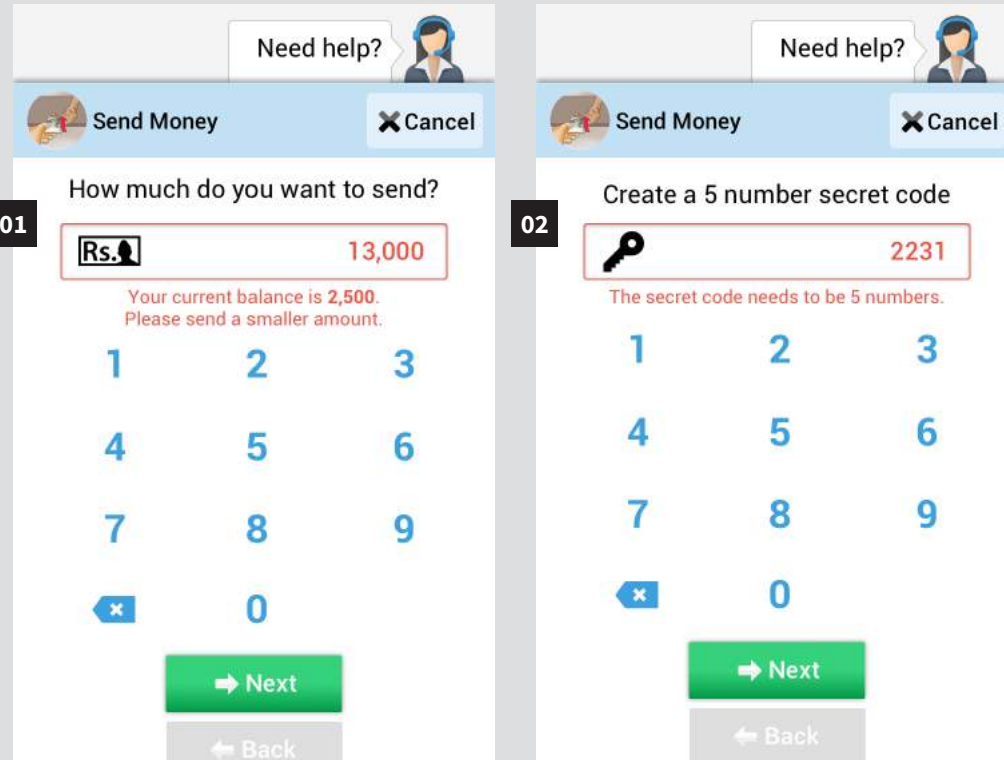 Need help?
Send Money
Cancel
How much do you want to send?
01
Rs. 13,000
Your current balance is 2,500.
Please send a smaller amount.
1 2 3
4 5 6
7 8 9
0
Next
Back
Need help?
Send Money
Cancel
Create a 5 number secret code
02
2231
The secret code needs to be 5 numbers.
1 2 3
4 5 6
7 8 9
0
Next
Back